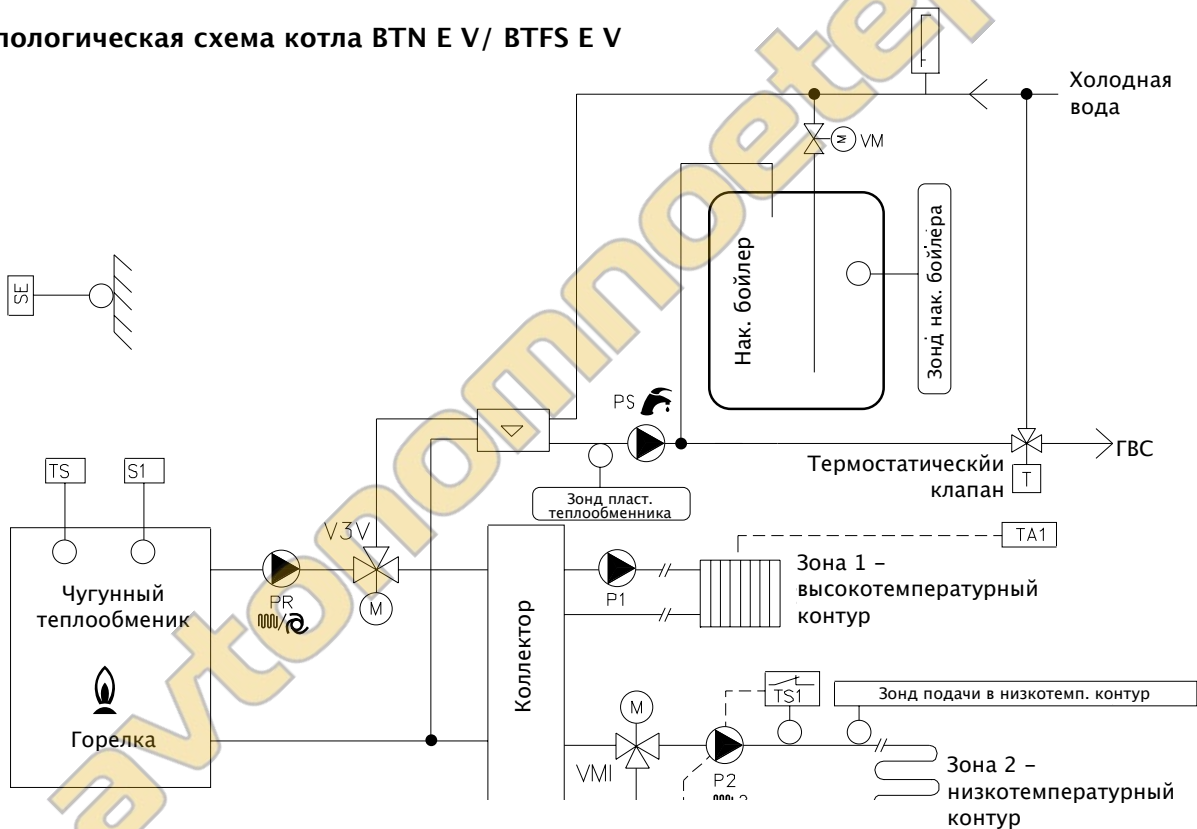 пологическая схема котла BTN E V/ BTFS E V
Холодная
вода
M
VM
Нак. бойлер
Зонд нак. бойлера
SE
PS
ГВС
Термостатическйи
клапан
T
Зонд пласт.
теплообменника
TS
S1
V3V
M
PR
Чугунный
теплообменик
Горелка
Коллектор
P1
TA1
Зона 1 –
высокотемпературный
контур
M
VMI
P2
TS1
Зонд подачи в низкотемп. контур
Зона 2 –
низкотемпературный
контур
avtonomnoetep